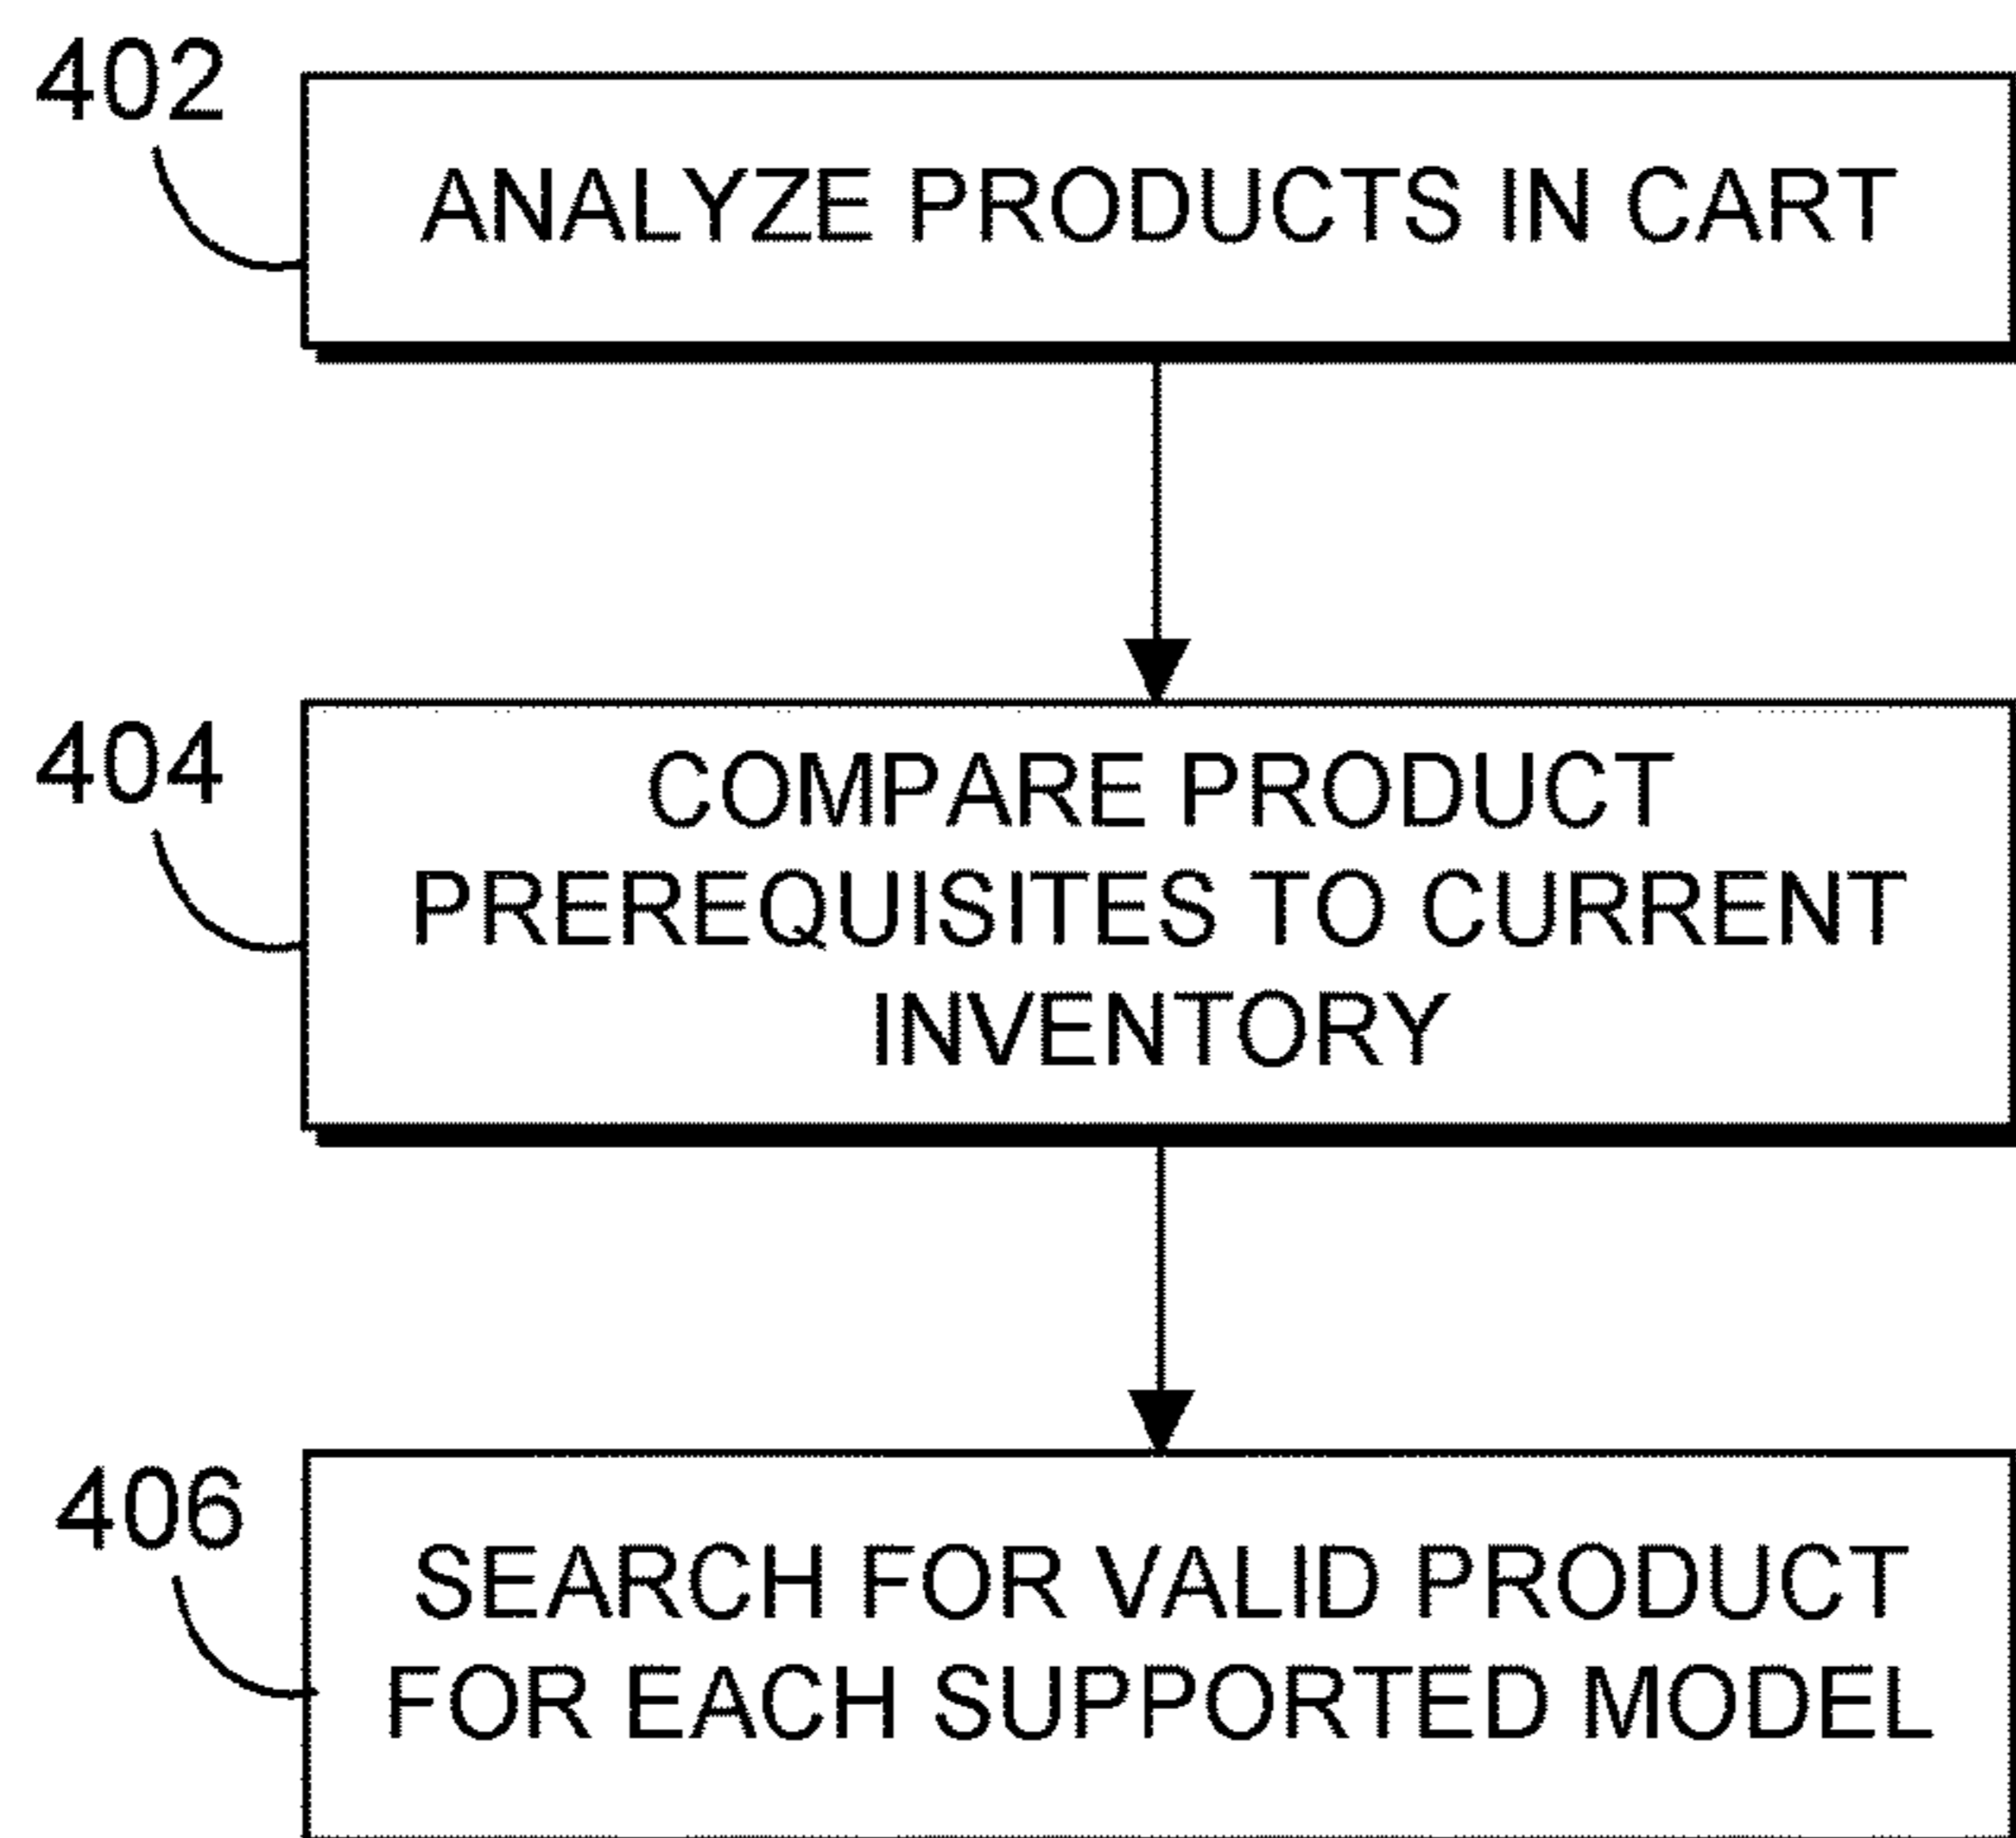 402
ANALYZE PRODUCTS IN CART
404
COMPARE PRODUCT
PREREQUISITES TO CURRENT
INVENTORY
406
SEARCH FOR VALID PRODUCT
FOR EACH SUPPORTED MODEL